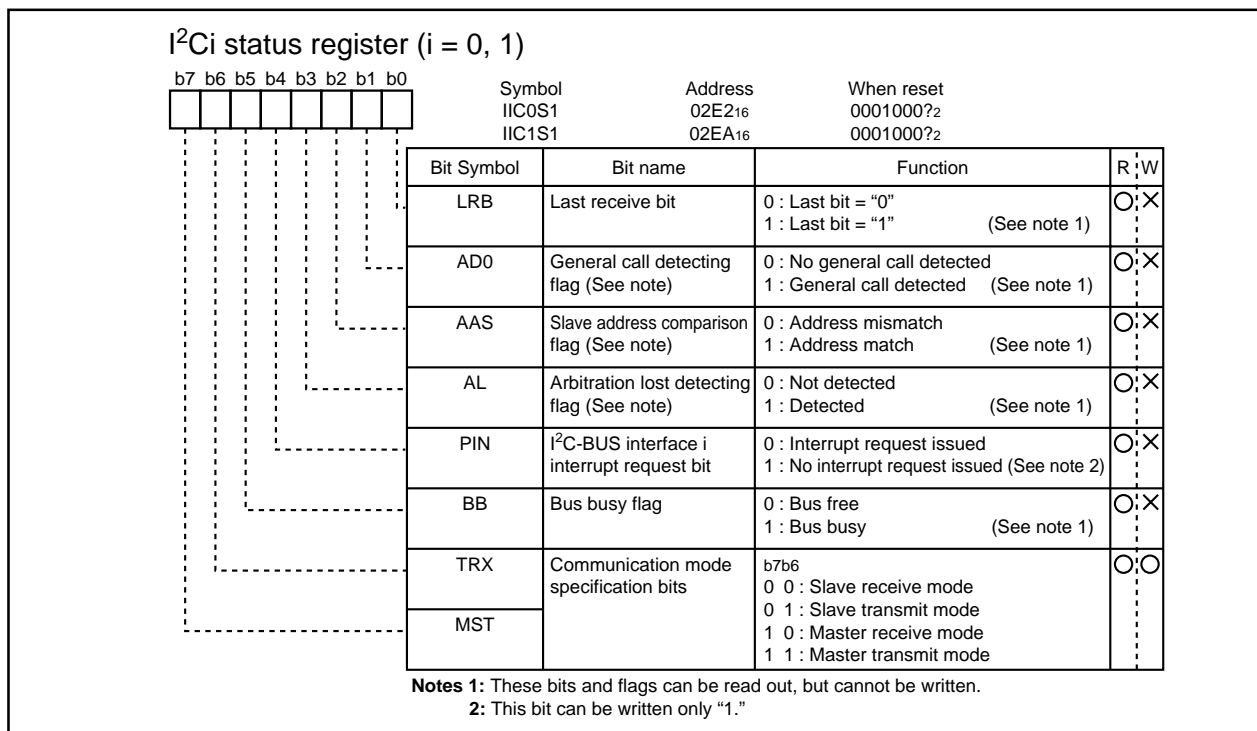 I²Ci status register (i = 0, 1)
b7 b6 b5 b4 b3 b2 b1 b0
Symbol Address When reset
IIC0S1 02E2₁₆ 0001000?₂
IIC1S1 02EA₁₆ 0001000?₂
Bit Symbol Bit name Function R W
LRB Last receive bit 0 : Last bit = “0” ○ ×
1 : Last bit = “1” (See note 1)
AD0 General call detecting 0 : No general call detected ○ ×
flag (See note) 1 : General call detected (See note 1)
AAS Slave address comparison 0 : Address mismatch ○ ×
flag (See note) 1 : Address match (See note 1)
AL Arbitration lost detecting 0 : Not detected ○ ×
flag (See note) 1 : Detected (See note 1)
PIN I²C-BUS interface i 0 : Interrupt request issued ○ ×
interrupt request bit 1 : No interrupt request issued (See note 2)
BB Bus busy flag 0 : Bus free ○ ×
1 : Bus busy (See note 1)
TRX Communication mode b7b6 ○ ○
specification bits 0 0 : Slave receive mode
0 1 : Slave transmit mode
MST 1 0 : Master receive mode
1 1 : Master transmit mode
Notes 1: These bits and flags can be read out, but cannot be written.
2: This bit can be written only “1.”